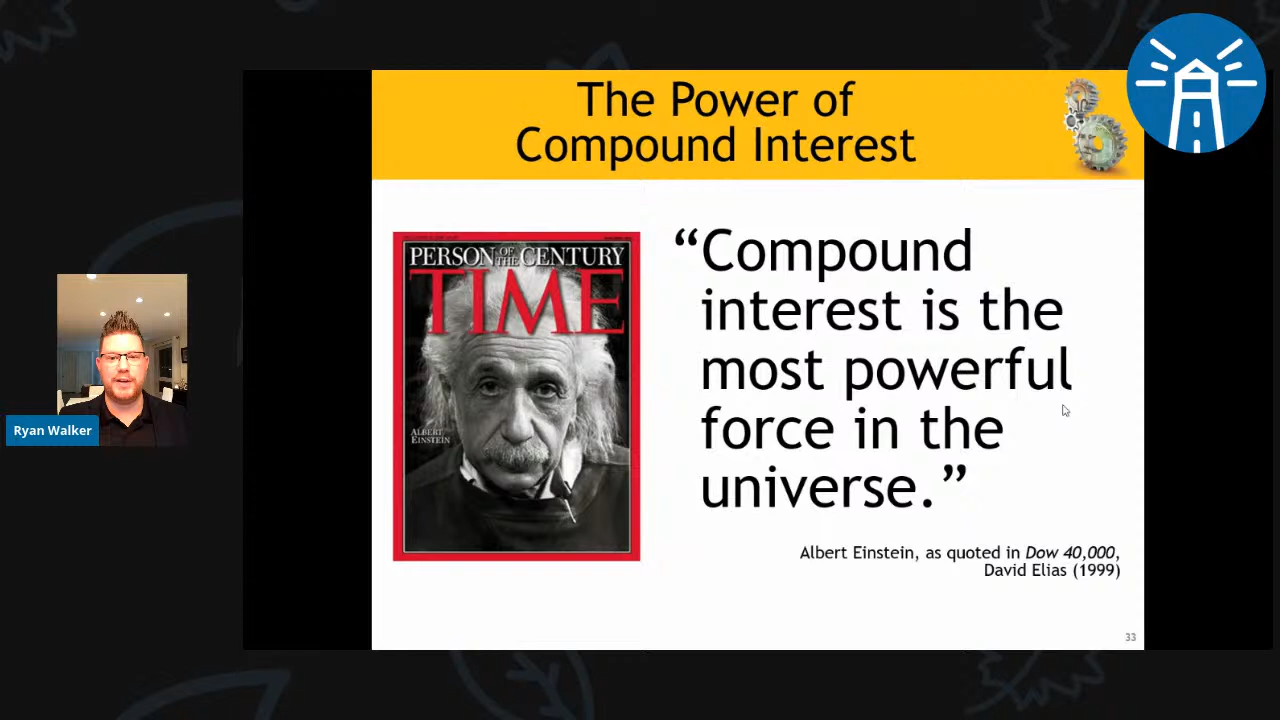 The Power of
Compound Interest
PERSON OF THE CENTURY
TIME
ALBERT
EINSTEIN
“Compound
interest is the
most powerful
force in the
universe.”
Albert Einstein, as quoted in Dow 40,000,
David Elias (1999)
33
Ryan Walker